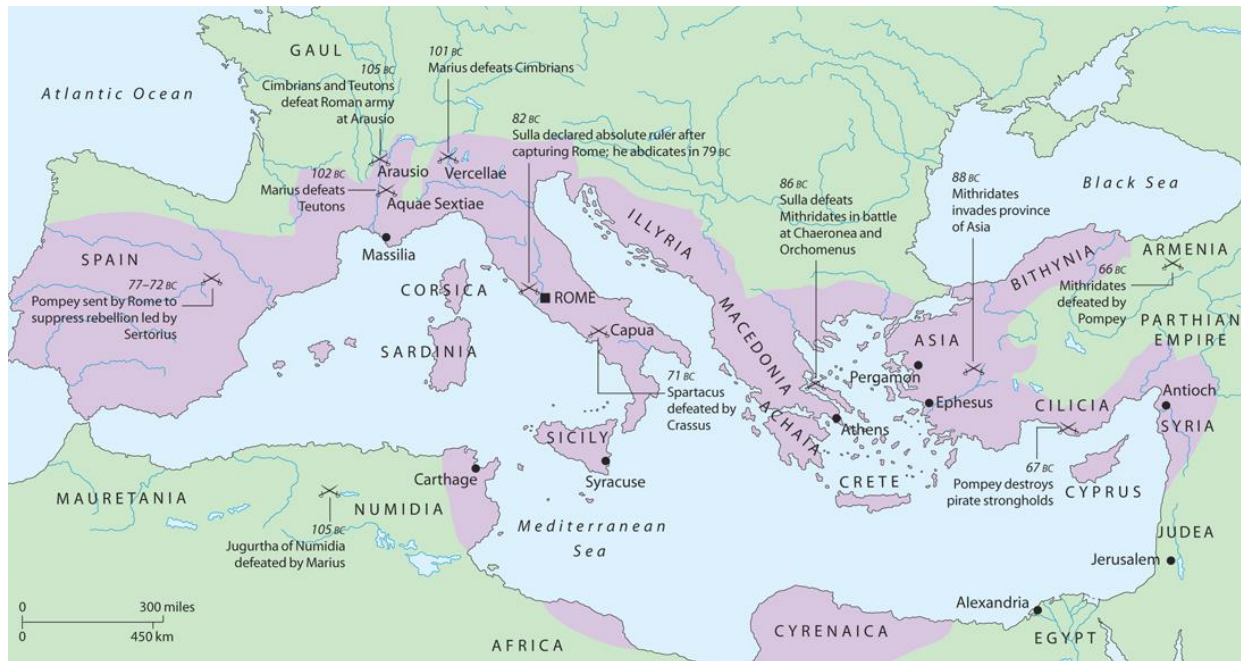 GAUL
Atlantic Ocean
105 BC
Cimbrians and Teutons
defeat Roman army
at Arausio
101 BC
Marius defeats Cimbrians
82 BC
Sulla declared absolute ruler after
capturing Rome; he abdicates in 79 BC
Arausio
Vercellae
102 BC
Marius defeats
Teutons
Aquae Sextiae
Massilia
86 BC
Sulla defeats
Mithridates in battle
at Chaeronea and
Orchomenus
88 BC
Mithridates
invades province
of Asia
Black Sea
ILLYRIA
BITHYNIA
ARMENIA
66 BC
Mithridates
defeated by
Pompey
PARTHIAN
EMPIRE
SPAIN
77–72 BC
Pompey sent by Rome to
suppress rebellion led by
Sertorius
CORSICA
ROME
SARDINIA
Capua
MACEDONIA
ASIA
Pergamon
Ephesus
CILICIA
Antioch
SYRIA
71 BC
Spartacus
defeated by
Crassus
ACHATA
Athens
SICILY
Syracuse
Carthage
CRETE
67 BC
Pompey destroys
pirate strongholds
CYPRUS
MAURETANIA
NUMIDIA
105 BC
Jugurtha of Numidia
defeated by Marius
Mediterranean
Sea
JUDEA
Jerusalem
Alexandria
EGYPT
CYRENAICA
AFRICA
0 300 miles
0 450 km